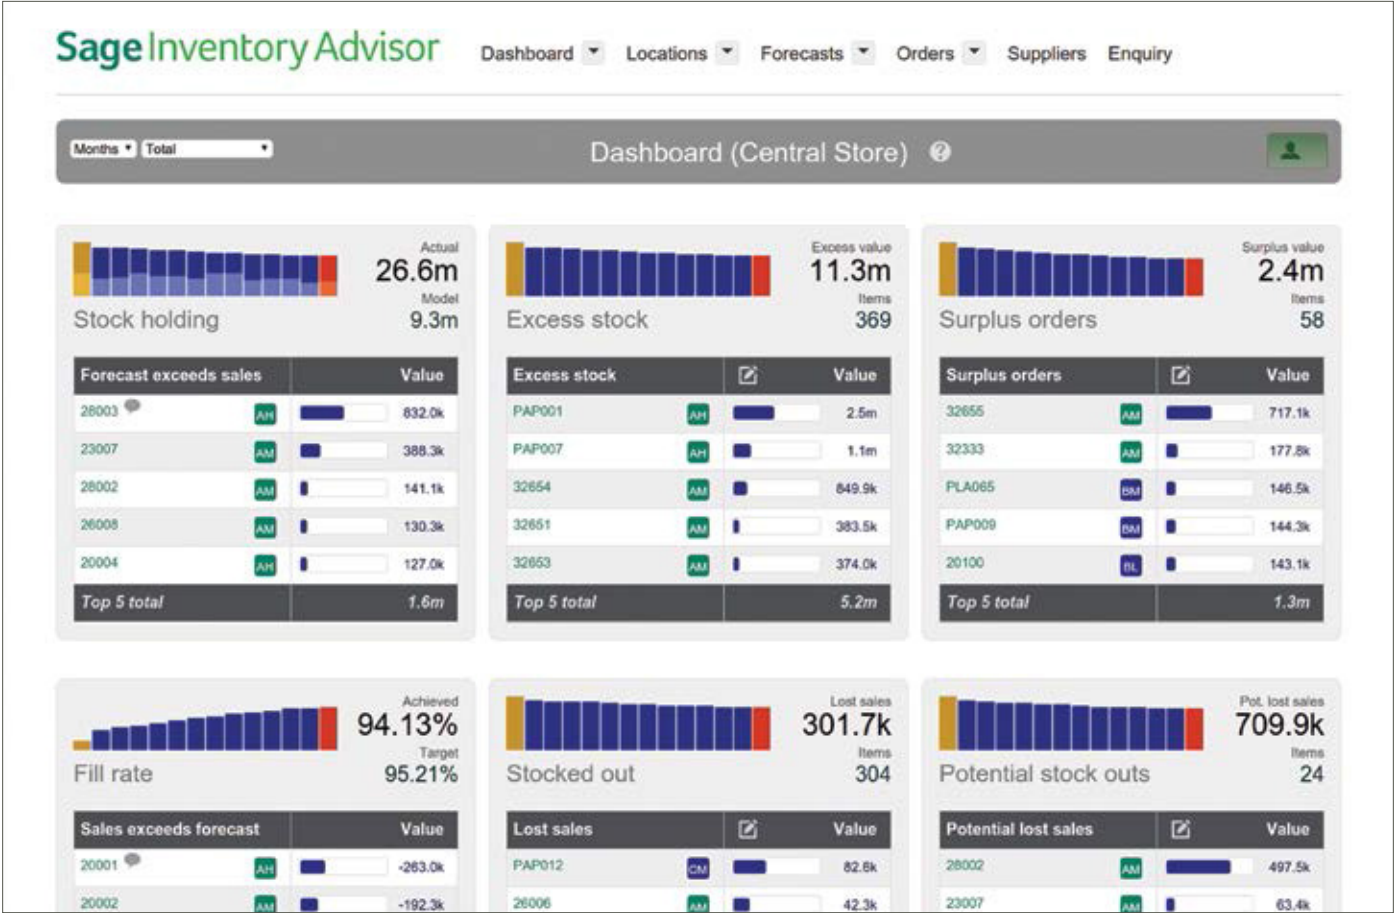 Sage Inventory Advisor Dashboard Locations Forecasts Orders Suppliers Enquiry
Months Total Dashboard (Central Store) ?
Actual
26.6m
Model
Stock holding 9.3m
Forecast exceeds sales Value
28003 AH 832.0k
23007 AM 388.3k
28002 AM 141.1k
26008 AM 130.3k
20004 AH 127.0k
Top 5 total 1.6m
Excess value
11.3m
Items
Excess stock 369
Excess stock Value
PAP001 AH 2.5m
PAP007 AH 1.1m
32654 AM 849.9k
32651 AM 383.5k
32653 AM 374.0k
Top 5 total 5.2m
Surplus value
2.4m
Items
Surplus orders 58
Surplus orders Value
32655 AM 717.1k
32333 AM 177.8k
PLA065 BM 146.5k
PAP009 BM 144.3k
20100 BL 143.1k
Top 5 total 1.3m
Achieved
94.13%
Target
Fill rate 95.21%
Sales exceeds forecast Value
20001 AH -263.0k
20002 AM -192.3k
Lost sales
301.7k
Items
Stocked out 304
Lost sales Value
PAP012 CM 82.6k
26006 AM 42.3k
Pot. lost sales
709.9k
Items
Potential stock outs 24
Potential lost sales Value
28002 AM 497.5k
23007 AM 63.4k